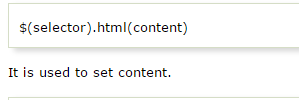 $(selector).html(content)
It is used to set content.